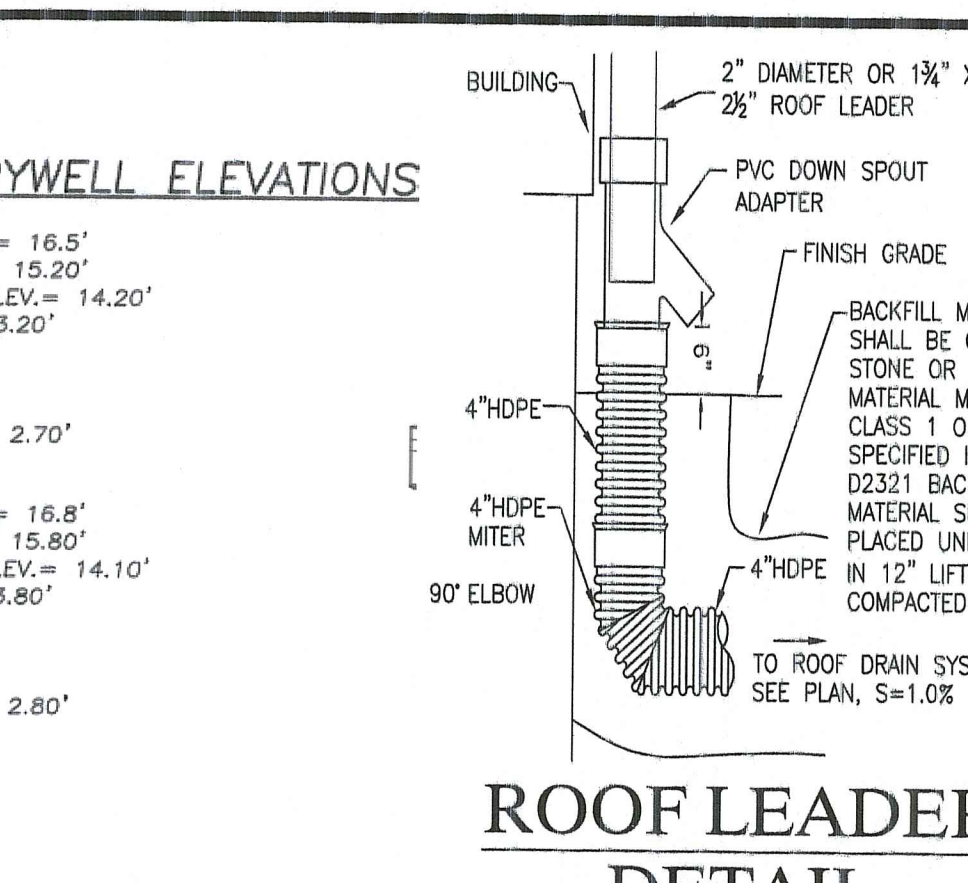 YWELL ELEVATIONS
= 16.5'
15.20'
LEV.= 14.20'
3.20'
2.70'
= 16.8'
15.80'
LEV.= 14.10'
3.80'
2.80'
BUILDING
2" DIAMETER OR 1¾" X
2½" ROOF LEADER
PVC DOWN SPOUT
ADAPTER
FINISH GRADE
6"
BACKFILL M
SHALL BE
STONE OR
MATERIAL M
CLASS 1 O
SPECIFIED I
D2321 BAC
MATERIAL S
PLACED UN
IN 12" LIFT
COMPACTED
4"HDPE
4"HDPE
MITER
90° ELBOW
4"HDPE
TO ROOF DRAIN SYS
SEE PLAN, S=1.0%
ROOF LEADER
DETAIL